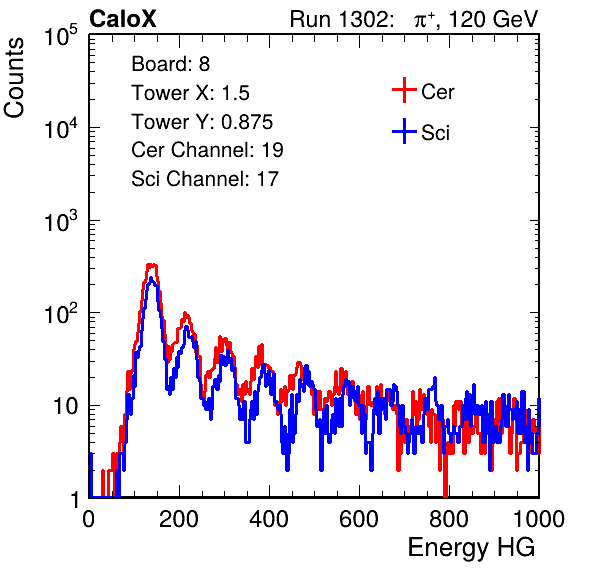 CaloX Run 1302: π⁺, 120 GeV
Counts
Board: 8
Tower X: 1.5
Tower Y: 0.875
Cer Channel: 19
Sci Channel: 17
Cer
Sci
10⁵
10⁴
10³
10²
10
1
0 200 400 600 800 1000
Energy HG